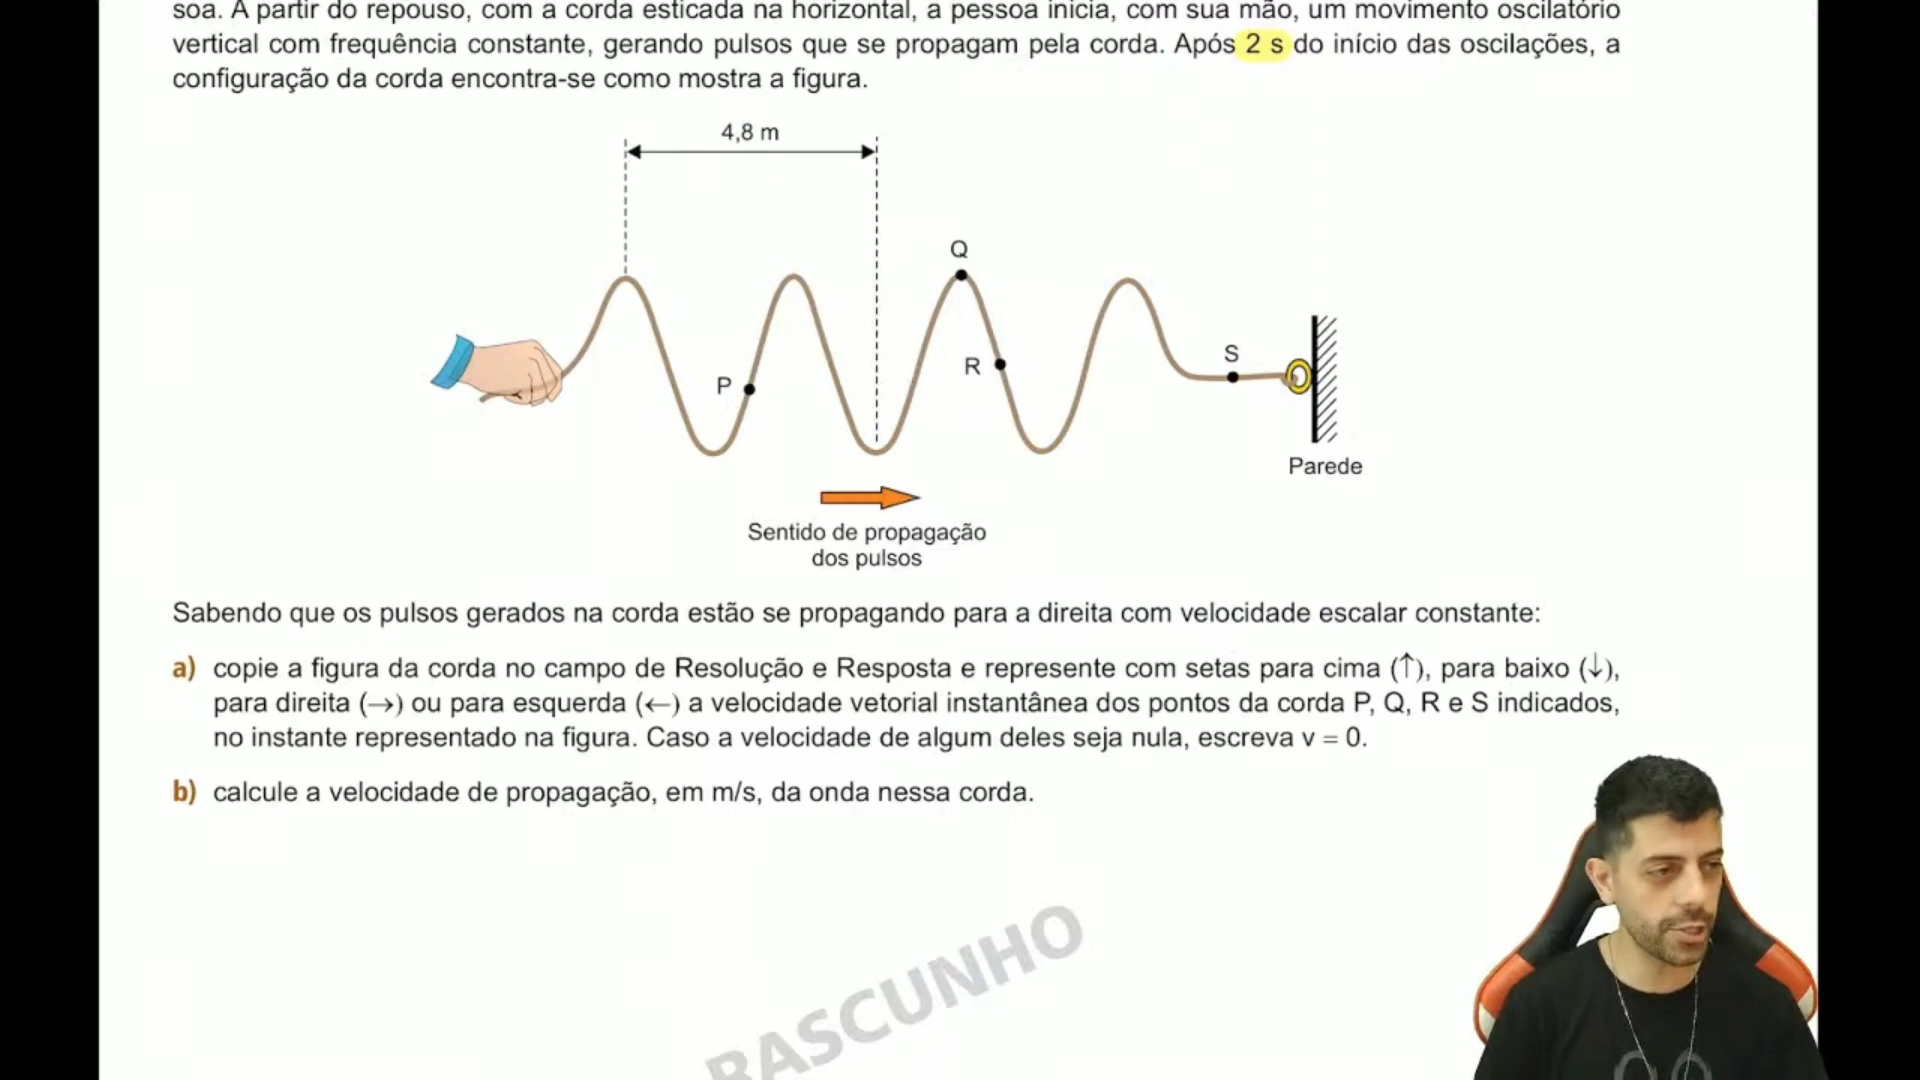 soa. A partir do repouso, com a corda esticada na horizontal, a pessoa inicia, com sua mão, um movimento oscilatório
vertical com frequência constante, gerando pulsos que se propagam pela corda. Após 2 s do início das oscilações, a
configuração da corda encontra-se como mostra a figura.
4,8 m
Q
P
R
S
Parede
Sentido de propagação
dos pulsos
Sabendo que os pulsos gerados na corda estão se propagando para a direita com velocidade escalar constante:
a) copie a figura da corda no campo de Resolução e Resposta e represente com setas para cima (↑), para baixo (↓),
para direita (→) ou para esquerda (←) a velocidade vetorial instantânea dos pontos da corda P, Q, R e S indicados,
no instante representado na figura. Caso a velocidade de algum deles seja nula, escreva v = 0.
b) calcule a velocidade de propagação, em m/s, da onda nessa corda.
RASCUNHO